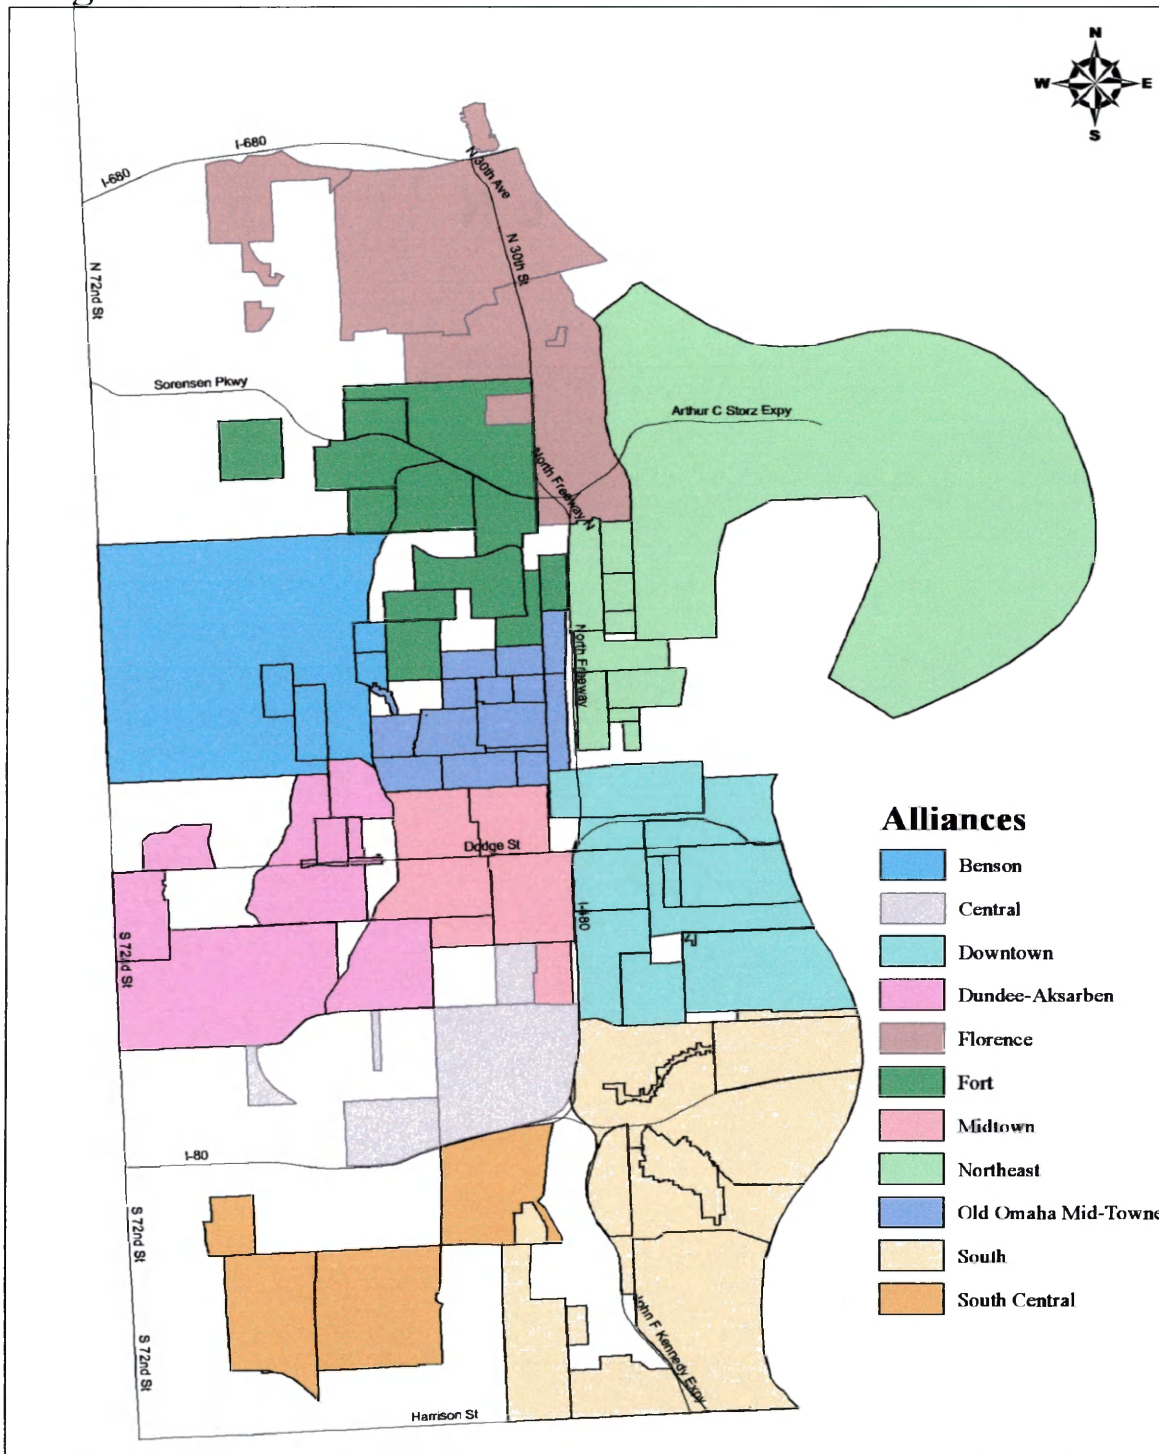 N
W E
S
I-680
I-680
N 30th Ave
N 30th St
N 72nd St
Sorensen Pkwy
Arthur C Storz Expy
North Freeway N
North Freeway
Alliances
Benson
Central
Downtown
Dundee-Aksarben
Florence
Fort
Midtown
Northeast
Old Omaha Mid-Towne
South
South Central
Dodge St
I-480
S 72nd St
I-80
S 72nd St
John F Kennedy Expy
S 72nd St
Harrison St